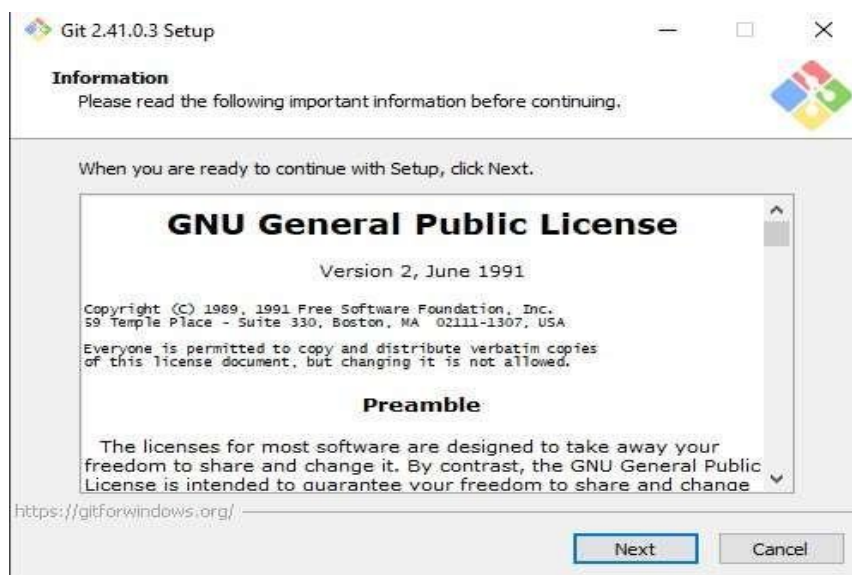 Git 2.41.0.3 Setup
Information
Please read the following important information before continuing.
When you are ready to continue with Setup, click Next.
GNU General Public License
Version 2, June 1991
Copyright (C) 1989, 1991 Free Software Foundation, Inc.
59 Temple Place - Suite 330, Boston, MA 02111-1307, USA
Everyone is permitted to copy and distribute verbatim copies
of this license document, but changing it is not allowed.
Preamble
The licenses for most software are designed to take away your
freedom to share and change it. By contrast, the GNU General Public
License is intended to guarantee your freedom to share and change
https://gitforwindows.org/
Next
Cancel